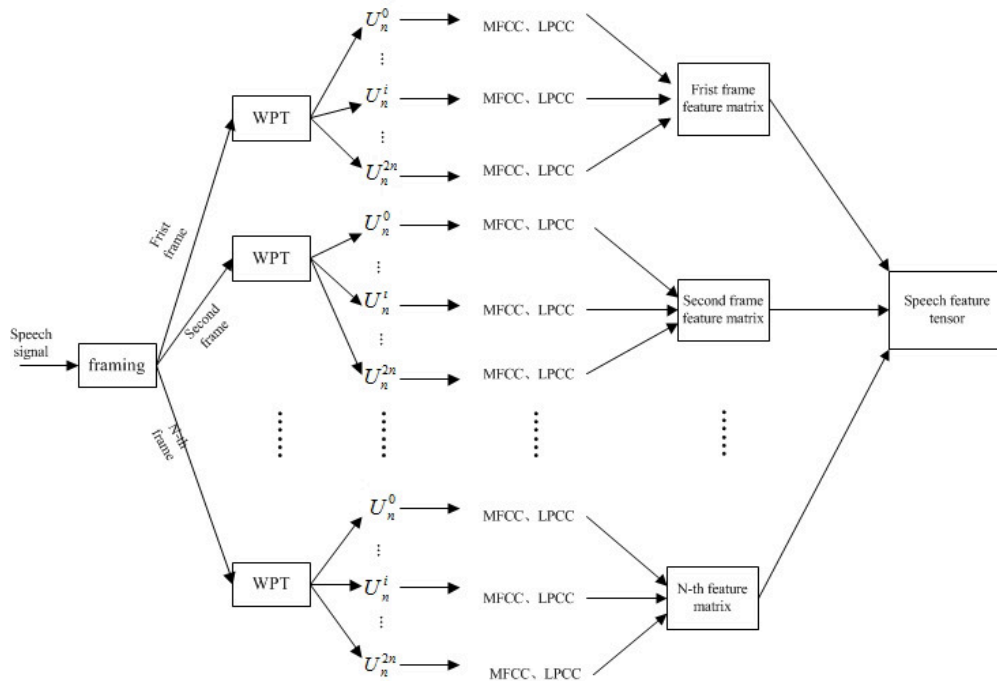 Speech
signal
framing
Frist
frame
Second
frame
N-th
frame
WPT
U_n^0
⋮
U_n^i
⋮
U_n^{2n}
MFCC、LPCC
MFCC、LPCC
MFCC、LPCC
Frist frame
feature matrix
WPT
U_n^0
⋮
U_n^i
⋮
U_n^{2n}
MFCC、LPCC
MFCC、LPCC
MFCC、LPCC
Second frame
feature matrix
WPT
U_n^0
⋮
U_n^i
⋮
U_n^{2n}
MFCC、LPCC
MFCC、LPCC
MFCC、LPCC
N-th feature
matrix
Speech feature
tensor